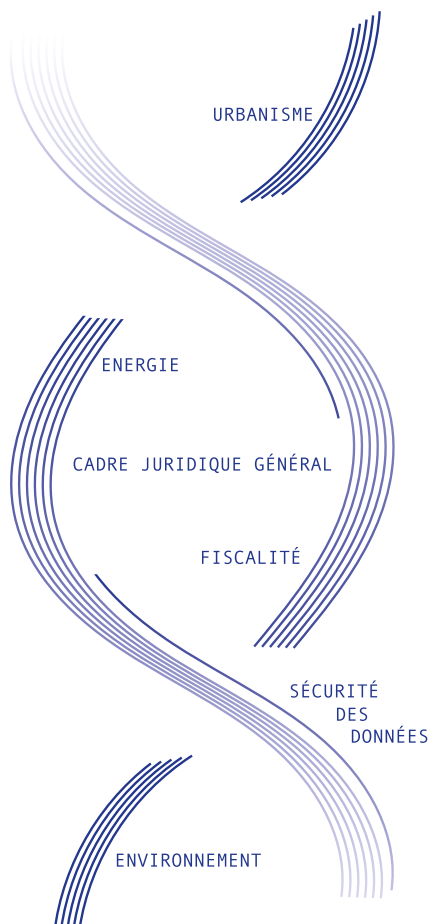 URBANISME
ENERGIE
CADRE JURIDIQUE GÉNÉRAL
FISCALITÉ
SÉCURITÉ
DES
DONNÉES
ENVIRONNEMENT